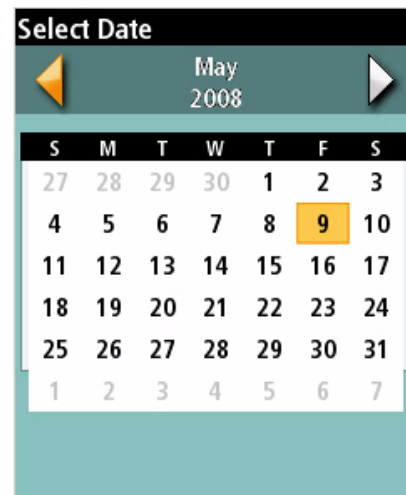 Select Date
May
2008
S M T W T F S
27 28 29 30 1 2 3
4 5 6 7 8 9 10
11 12 13 14 15 16 17
18 19 20 21 22 23 24
25 26 27 28 29 30 31
1 2 3 4 5 6 7